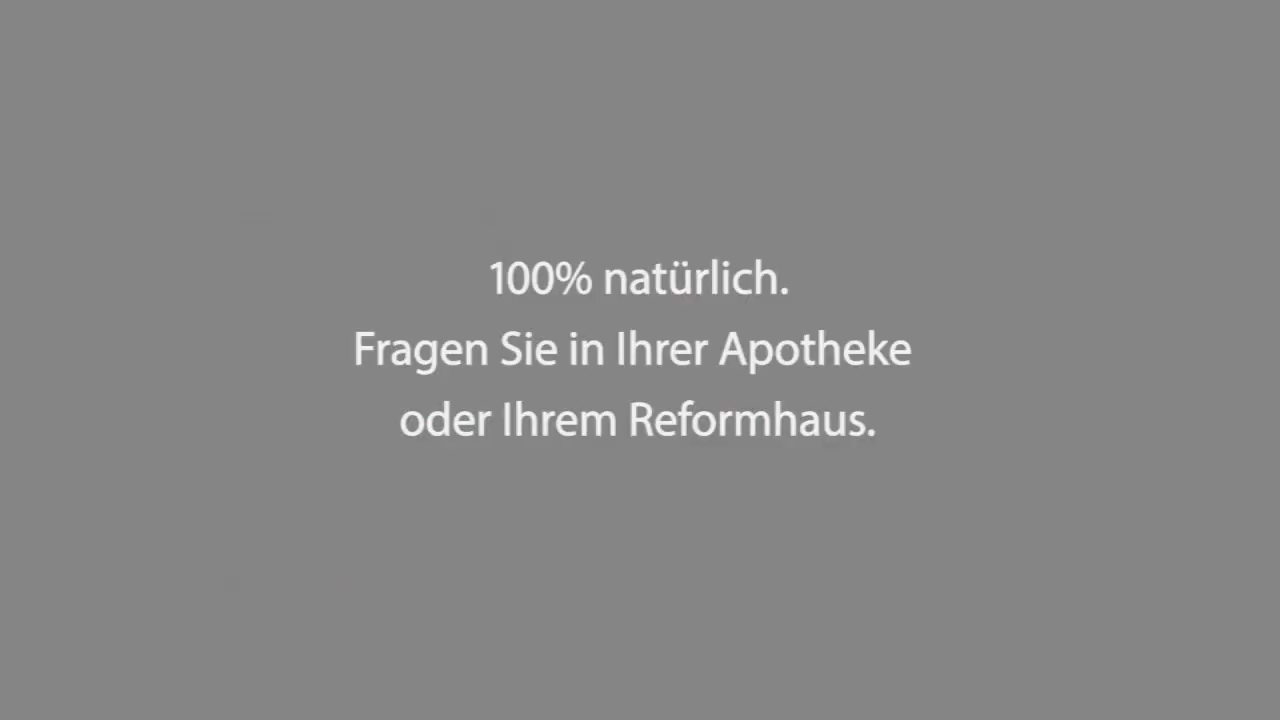 100% natürlich.
Fragen Sie in Ihrer Apotheke
oder Ihrem Reformhaus.